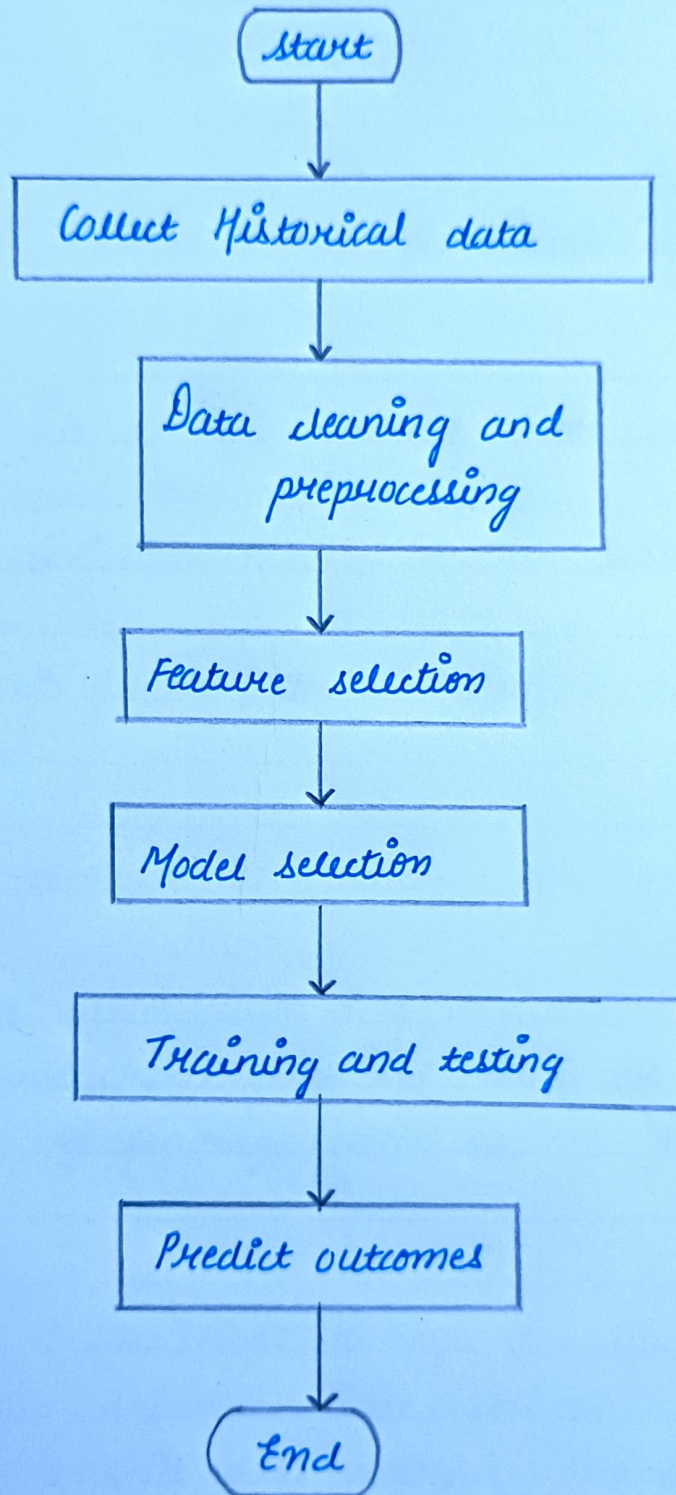 start
Collect Historical data
Data cleaning and
preprocessing
Feature selection
Model selection
Training and testing
Predict outcomes
End